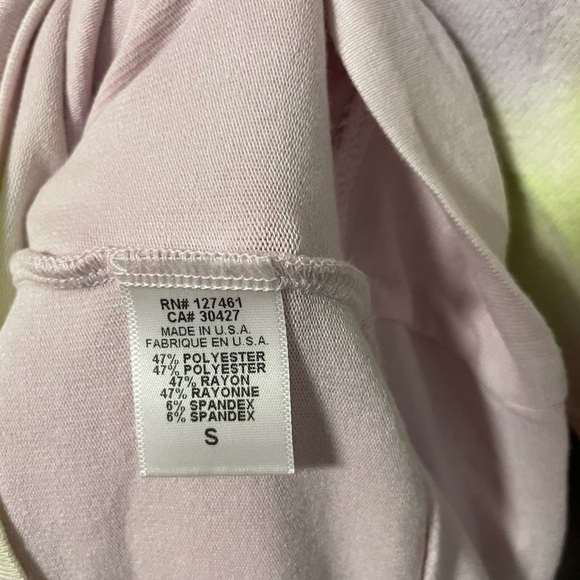 RN# 127461
CA# 30427
MADE IN U.S.A.
FABRIQUE EN U.S.A.
47% POLYESTER
47% POLYESTER
47% RAYON
47% RAYONNE
6% SPANDEX
6% SPANDEX
S